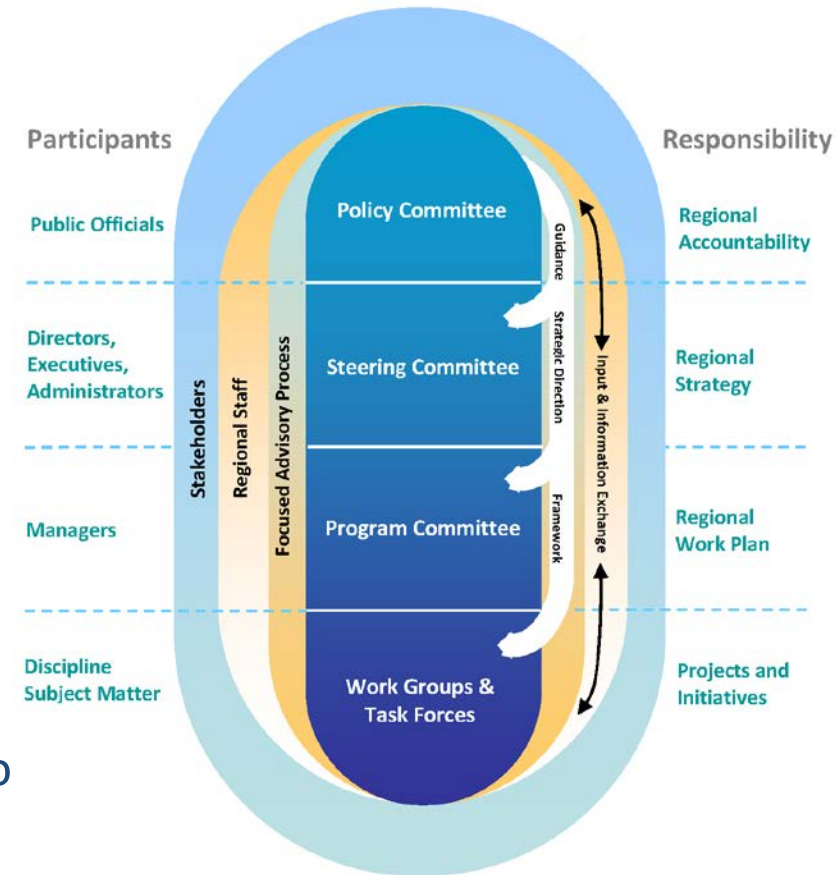 Participants
Responsibility
Public Officials
Policy Committee
Regional
Accountability
Guidance
Directors,
Executives,
Administrators
Steering Committee
Strategic Direction
Regional
Strategy
Stakeholders
Regional Staff
Focused Advisory Process
Input & Information Exchange
Managers
Program Committee
Framework
Regional
Work Plan
Discipline
Subject Matter
Work Groups &
Task Forces
Projects and
Initiatives